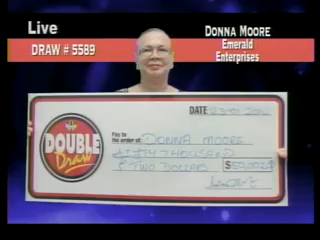 Live
DONNA MOORE
DRAW # 5589
Emerald
Enterprises
DATE
DOUBLE
Draw
Pay to
the order of:
DONNA MOORE
THOUSAND
& TWO DOLLARS
$